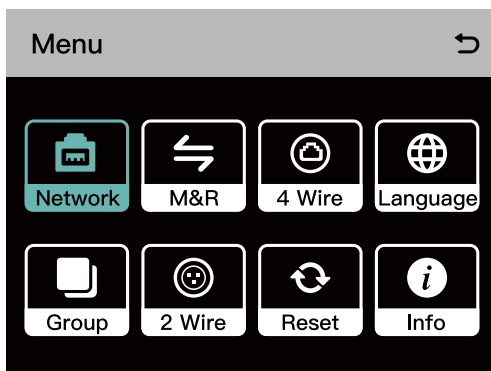 Menu
Network
M&R
4 Wire
Language
Group
2 Wire
Reset
Info